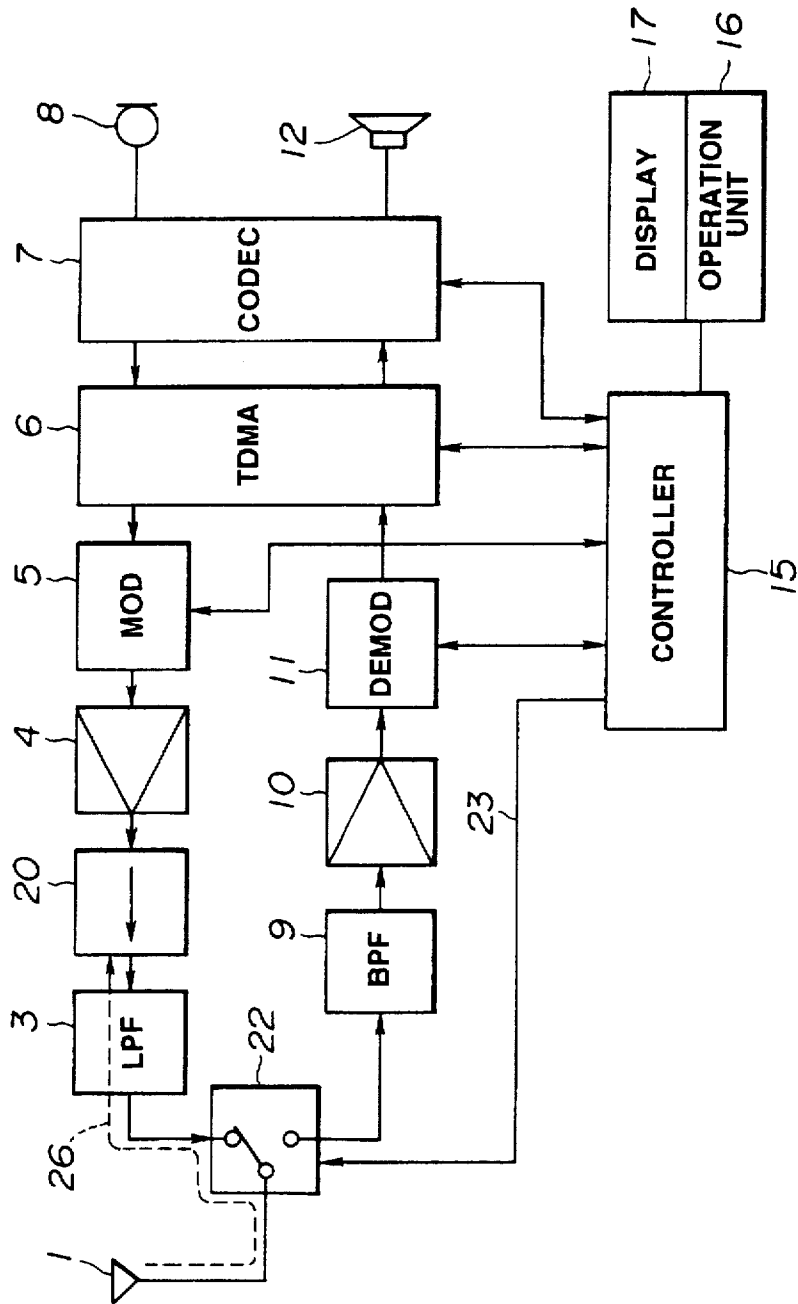 8
12
7
CODEC
6
TDMA
5
MOD
11
DEMOD
4
10
20
9
BPF
3
LPF
22
26
1
23
17
16
DISPLAY
OPERATION
UNIT
CONTROLLER
15